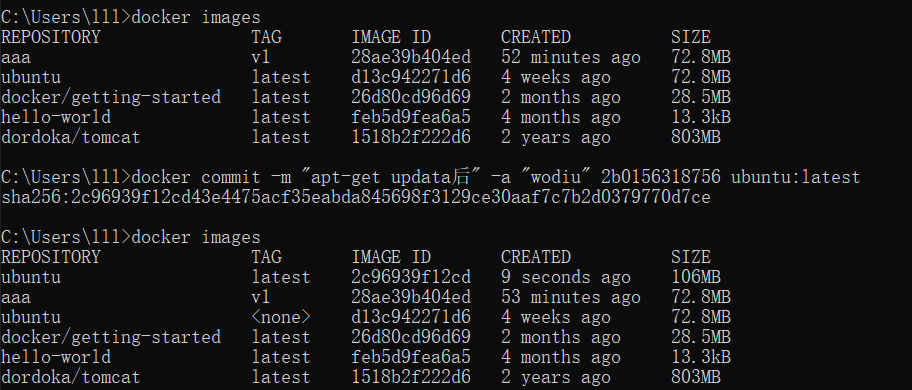 C:\Users\lll>docker images
REPOSITORY TAG IMAGE ID CREATED SIZE
aaa v1 28ae39b404ed 52 minutes ago 72.8MB
ubuntu latest d13c942271d6 4 weeks ago 72.8MB
docker/getting-started latest 26d80cd96d69 2 months ago 28.5MB
hello-world latest feb5d9fea6a5 4 months ago 13.3kB
dordoka/tomcat latest 1518b2f222d6 2 years ago 803MB
C:\Users\lll>docker commit -m "apt-get updata后" -a "wodiu" 2b0156318756 ubuntu:latest
sha256:2c96939f12cd43e4475acf35eabda845698f3129ce30aaf7c7b2d0379770d7ce
C:\Users\lll>docker images
REPOSITORY TAG IMAGE ID CREATED SIZE
ubuntu latest 2c96939f12cd 9 seconds ago 106MB
aaa v1 28ae39b404ed 53 minutes ago 72.8MB
ubuntu <none> d13c942271d6 4 weeks ago 72.8MB
docker/getting-started latest 26d80cd96d69 2 months ago 28.5MB
hello-world latest feb5d9fea6a5 4 months ago 13.3kB
dordoka/tomcat latest 1518b2f222d6 2 years ago 803MB